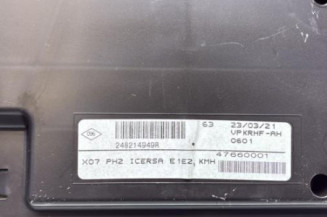 63 23/03/21
VPKRHF-AH
0601
248214949R
47660001
X07 PH2 ICERSA E1E2, KMH